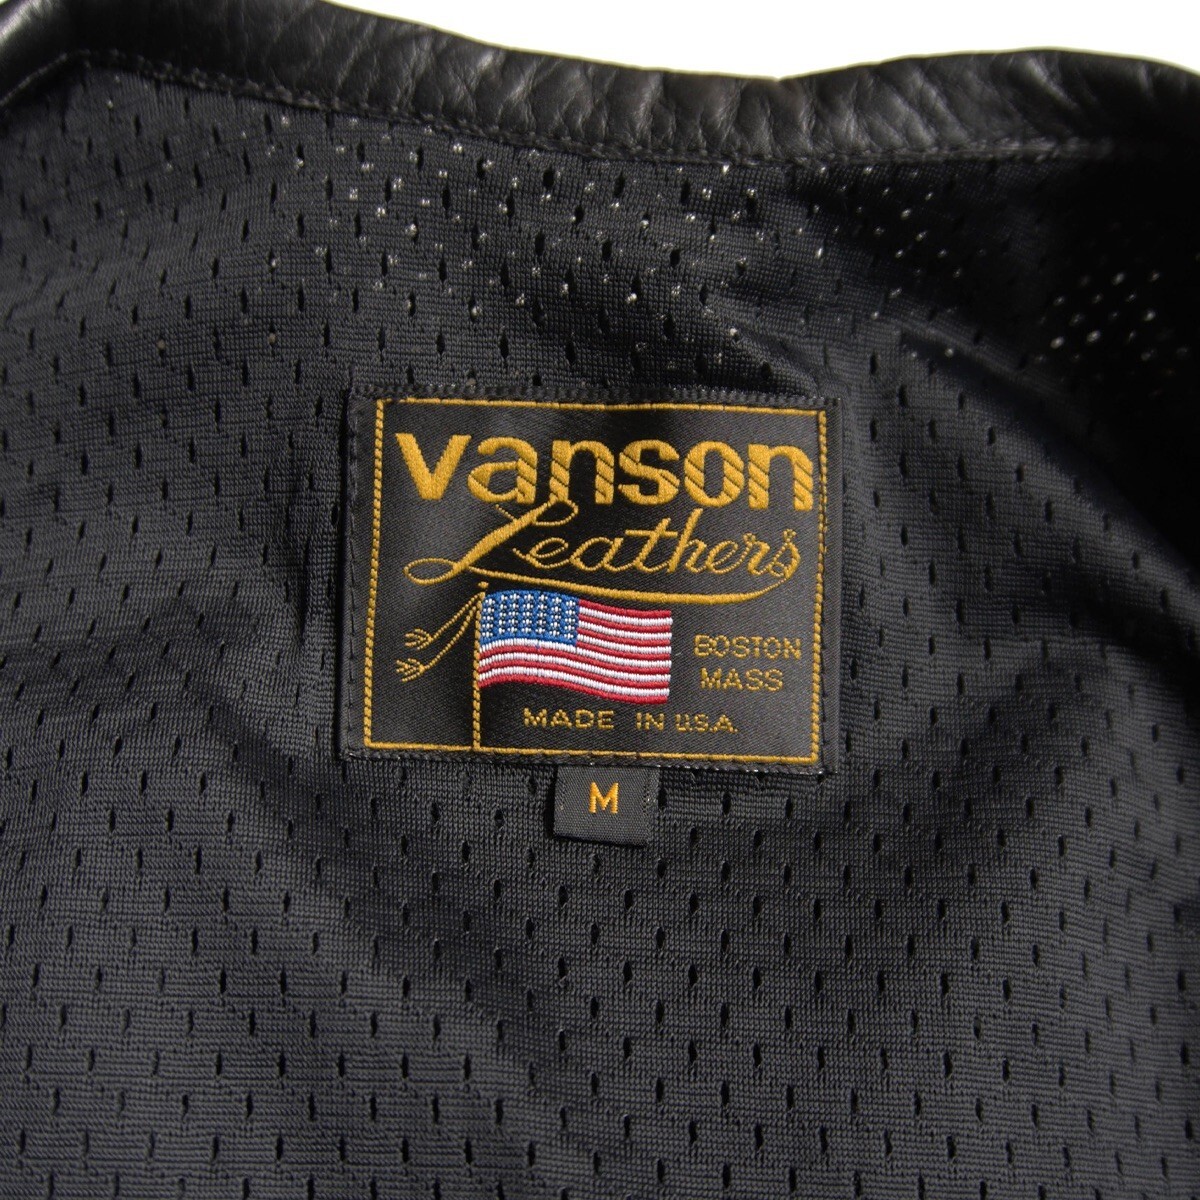 vanson
Leathers
BOSTON
MASS
MADE IN U.S.A.
M